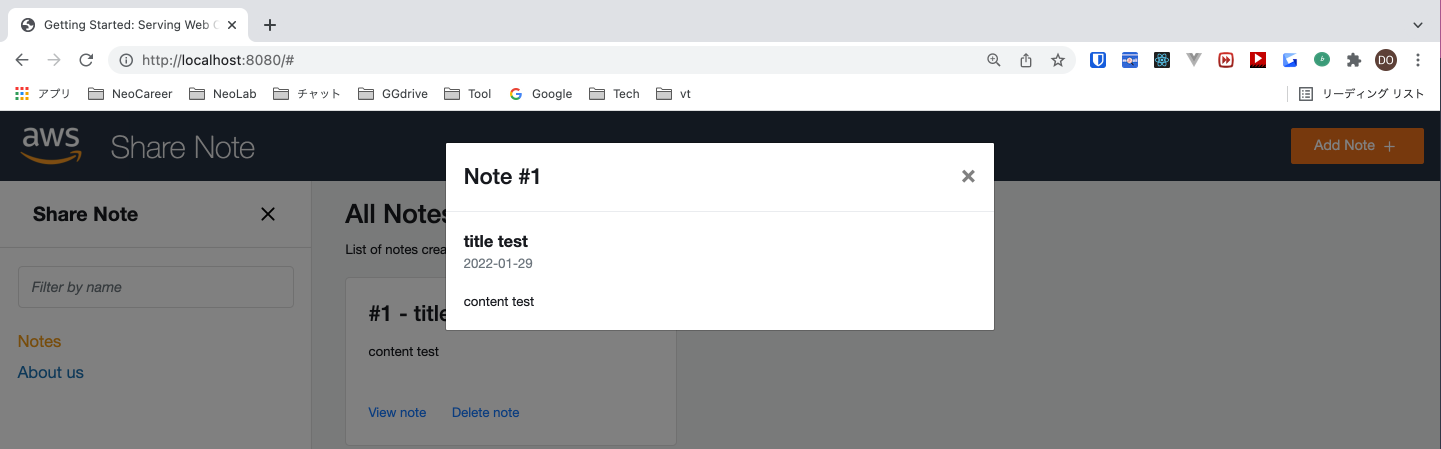 Getting Started: Serving Web C
http://localhost:8080/#
DO
アプリ NeoCareer NeoLab チャット GGdrive Tool Google Tech vt リーディング リスト
aws Share Note
Add Note +
Note #1
title test
2022-01-29
content test
Share Note
Filter by name
Notes
About us
All Notes
List of notes crea
#1 - title
content test
View note Delete note